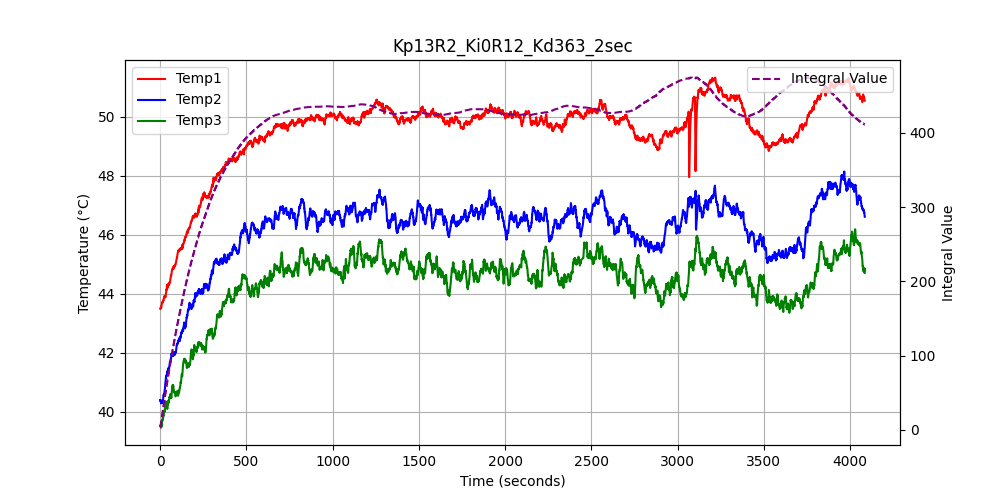 Kp13R2_Ki0R12_Kd363_2sec
Temp1
Temp2
Temp3
Integral Value
50
48
46
44
42
40
Temperature (°C)
400
300
200
100
0
Integral Value
0
500
1000
1500
2000
2500
3000
3500
4000
Time (seconds)